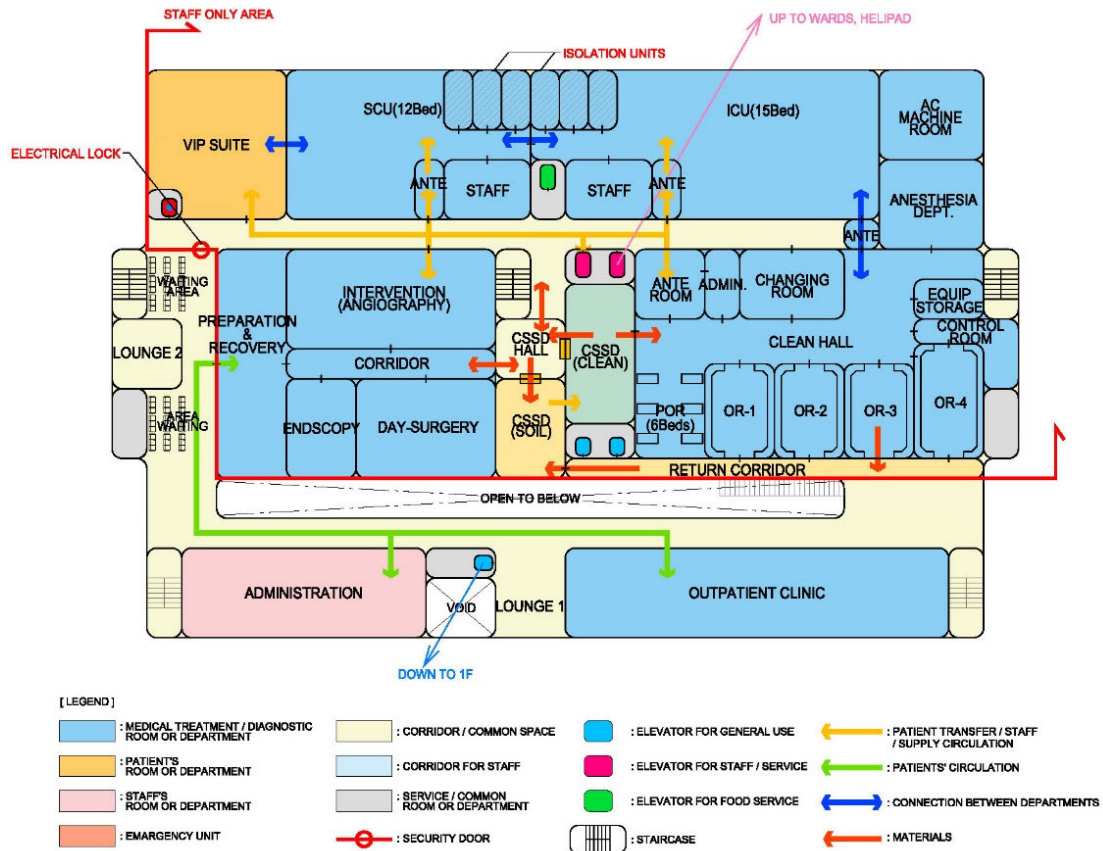 STAFF ONLY AREA
UP TO WARDS, HELIPAD
ISOLATION UNITS
SCU(12Bed)
ICU(15Bed)
AC
MACHINE
ROOM
VIP SUITE
ELECTRICAL LOCK
ANTE
STAFF
STAFF
ANTE
ANESTHESIA
DEPT.
ANTE
WAITING
AREA
INTERVENTION
(ANGIOGRAPHY)
ANTE
ROOM
ADMIN.
CHANGING
ROOM
EQUIP
STORAGE
PREPARATION
&
RECOVERY
LOUNGE 2
CSSD
HALL
CSSD
(CLEAN)
CLEAN HALL
CONTROL
ROOM
CORRIDOR
AREA
WAITING
ENDSCOPY
DAY-SURGERY
CSSD
(SOIL)
POR
(6Beds)
OR-1
OR-2
OR-3
OR-4
RETURN CORRIDOR
OPEN TO BELOW
ADMINISTRATION
VOID
LOUNGE 1
OUTPATIENT CLINIC
DOWN TO 1F
[ LEGEND ]
: MEDICAL TREATMENT / DIAGNOSTIC
ROOM OR DEPARTMENT
: CORRIDOR / COMMON SPACE
: ELEVATOR FOR GENERAL USE
: PATIENT TRANSFER / STAFF
/ SUPPLY CIRCULATION
: PATIENT'S
ROOM OR DEPARTMENT
: CORRIDOR FOR STAFF
: ELEVATOR FOR STAFF / SERVICE
: PATIENTS' CIRCULATION
: STAFF'S
ROOM OR DEPARTMENT
: SERVICE / COMMON
ROOM OR DEPARTMENT
: ELEVATOR FOR FOOD SERVICE
: CONNECTION BETWEEN DEPARTMENTS
: EMARGENCY UNIT
: SECURITY DOOR
: STAIRCASE
: MATERIALS